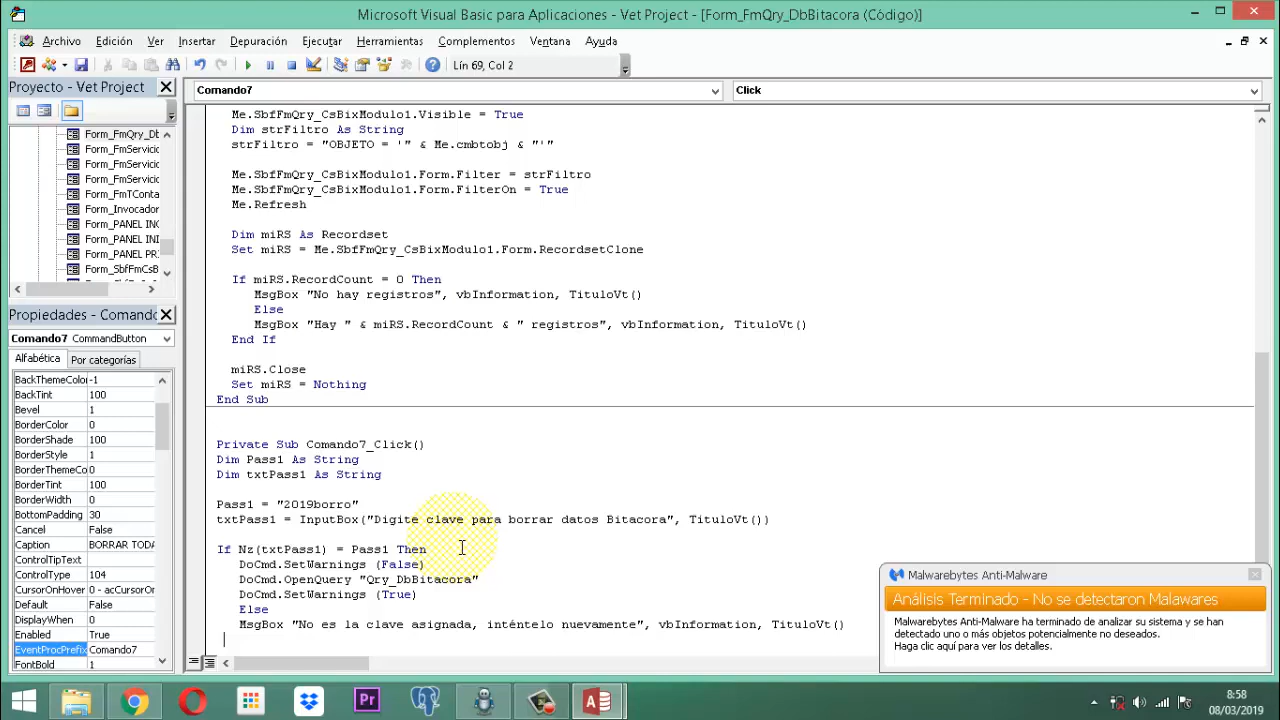 Microsoft Visual Basic para Aplicaciones - Vet Project - [Form_FmQry_DbBitacora (Código)]
Archivo Edición Ver Insertar Depuración Ejecutar Herramientas Complementos Ventana Ayuda
Lín 69, Col 2
Proyecto - Vet Project
Comando7
Click
Form_FmQry_Db
Form_FmServicio
Form_FmServicio
Form_FmServicio
Form_FmTConta
Form_Invocador
Form_PANEL INI
Form_PANEL PR
Form_SbfFmCsB
Propiedades - Comando
Comando7 CommandButton
Alfabética
Por categorías
BackThemeColor -1
BackTint 100
Bevel 1
BorderColor 0
BorderShade 100
BorderStyle 1
BorderThemeCo 0
BorderTint 100
BorderWidth 0
BottomPadding 30
Cancel False
Caption BORRAR TODA
ControlTipText
ControlType 104
CursorOnHover 0 - acCursorOn
Default False
DisplayWhen 0
Enabled True
EventProcPrefix Comando7
FontBold 1
Me.SbfFmQry_CsBixModulo1.Visible = True
Dim strFiltro As String
strFiltro = "OBJETO = '" & Me.cmbtobj & "'"
Me.SbfFmQry_CsBixModulo1.Form.Filter = strFiltro
Me.SbfFmQry_CsBixModulo1.Form.FilterOn = True
Me.Refresh
Dim miRS As Recordset
Set miRS = Me.SbfFmQry_CsBixModulo1.Form.RecordsetClone
If miRS.RecordCount = 0 Then
MsgBox "No hay registros", vbInformation, TituloVt()
Else
MsgBox "Hay " & miRS.RecordCount & " registros", vbInformation, TituloVt()
End If
miRS.Close
Set miRS = Nothing
End Sub
Private Sub Comando7_Click()
Dim Pass1 As String
Dim txtPass1 As String
Pass1 = "2019borro"
txtPass1 = InputBox("Digite clave para borrar datos Bitacora", TituloVt())
If Nz(txtPass1) = Pass1 Then
DoCmd.SetWarnings (False)
DoCmd.OpenQuery "Qry_DbBitacora"
DoCmd.SetWarnings (True)
Else
MsgBox "No es la clave asignada, inténtelo nuevamente", vbInformation, TituloVt()
Malwarebytes Anti-Malware
Análisis Terminado - No se detectaron Malawares
Malwarebytes Anti-Malware ha terminado de analizar su sistema y se han
detectado uno o más objetos potencialmente no deseados.
Haga clic aquí para ver los detalles.
Pr
8:58
08/03/2019